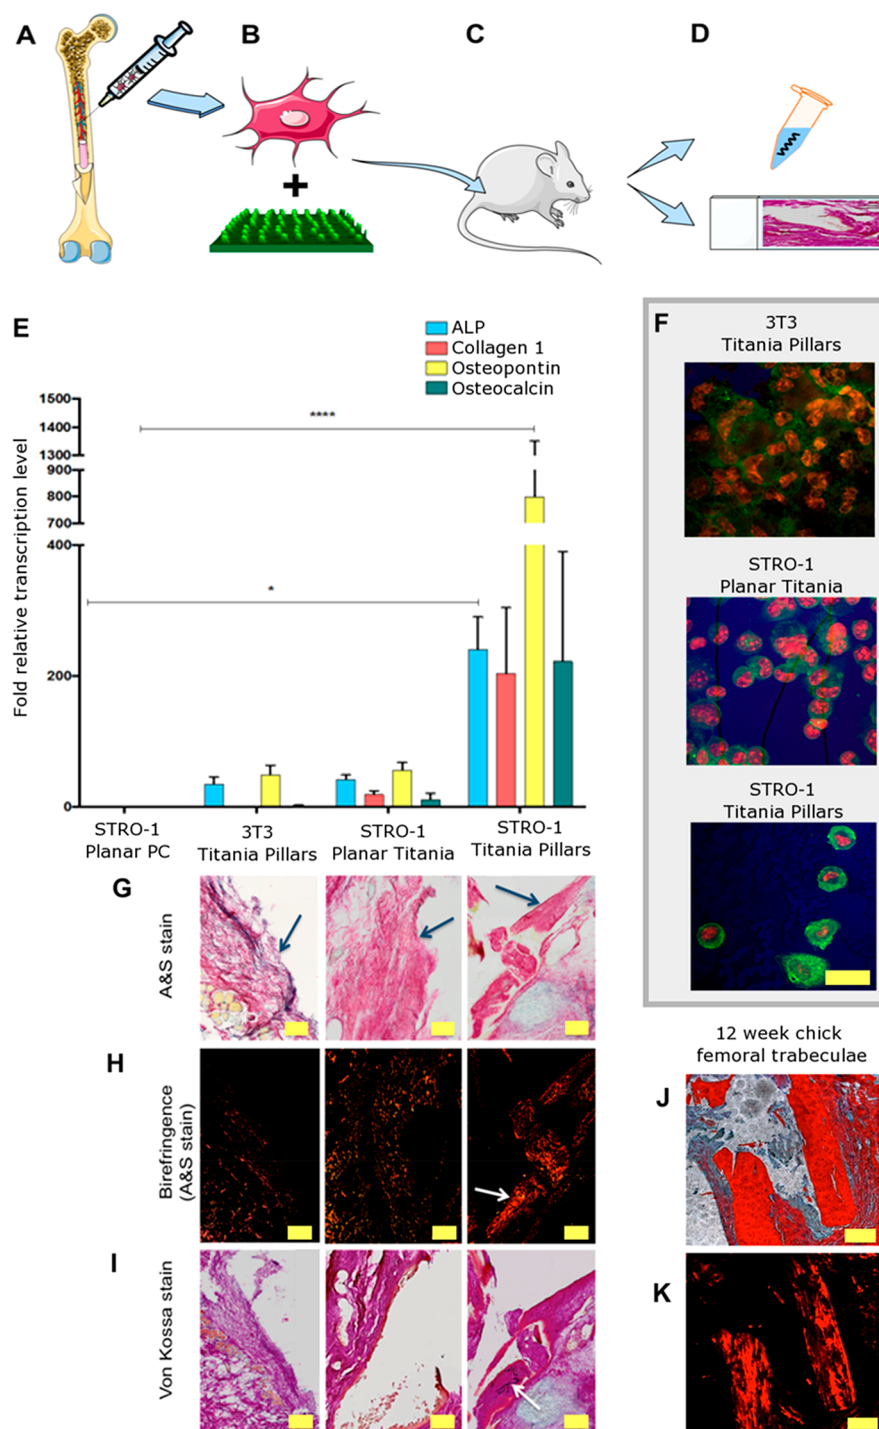 A
B
C
D
E
ALP
Collagen 1
Osteopontin
Osteocalcin
Fold relative transcription level
1500
1400
1300
900
800
700
400
200
0
****
*
STRO-1
Planar PC
3T3
Titania Pillars
STRO-1
Planar Titania
STRO-1
Titania Pillars
F
3T3
Titania Pillars
STRO-1
Planar Titania
STRO-1
Titania Pillars
G
A&S stain
H
Birefringence
(A&S stain)
I
Von Kossa stain
12 week chick
femoral trabeculae
J
K